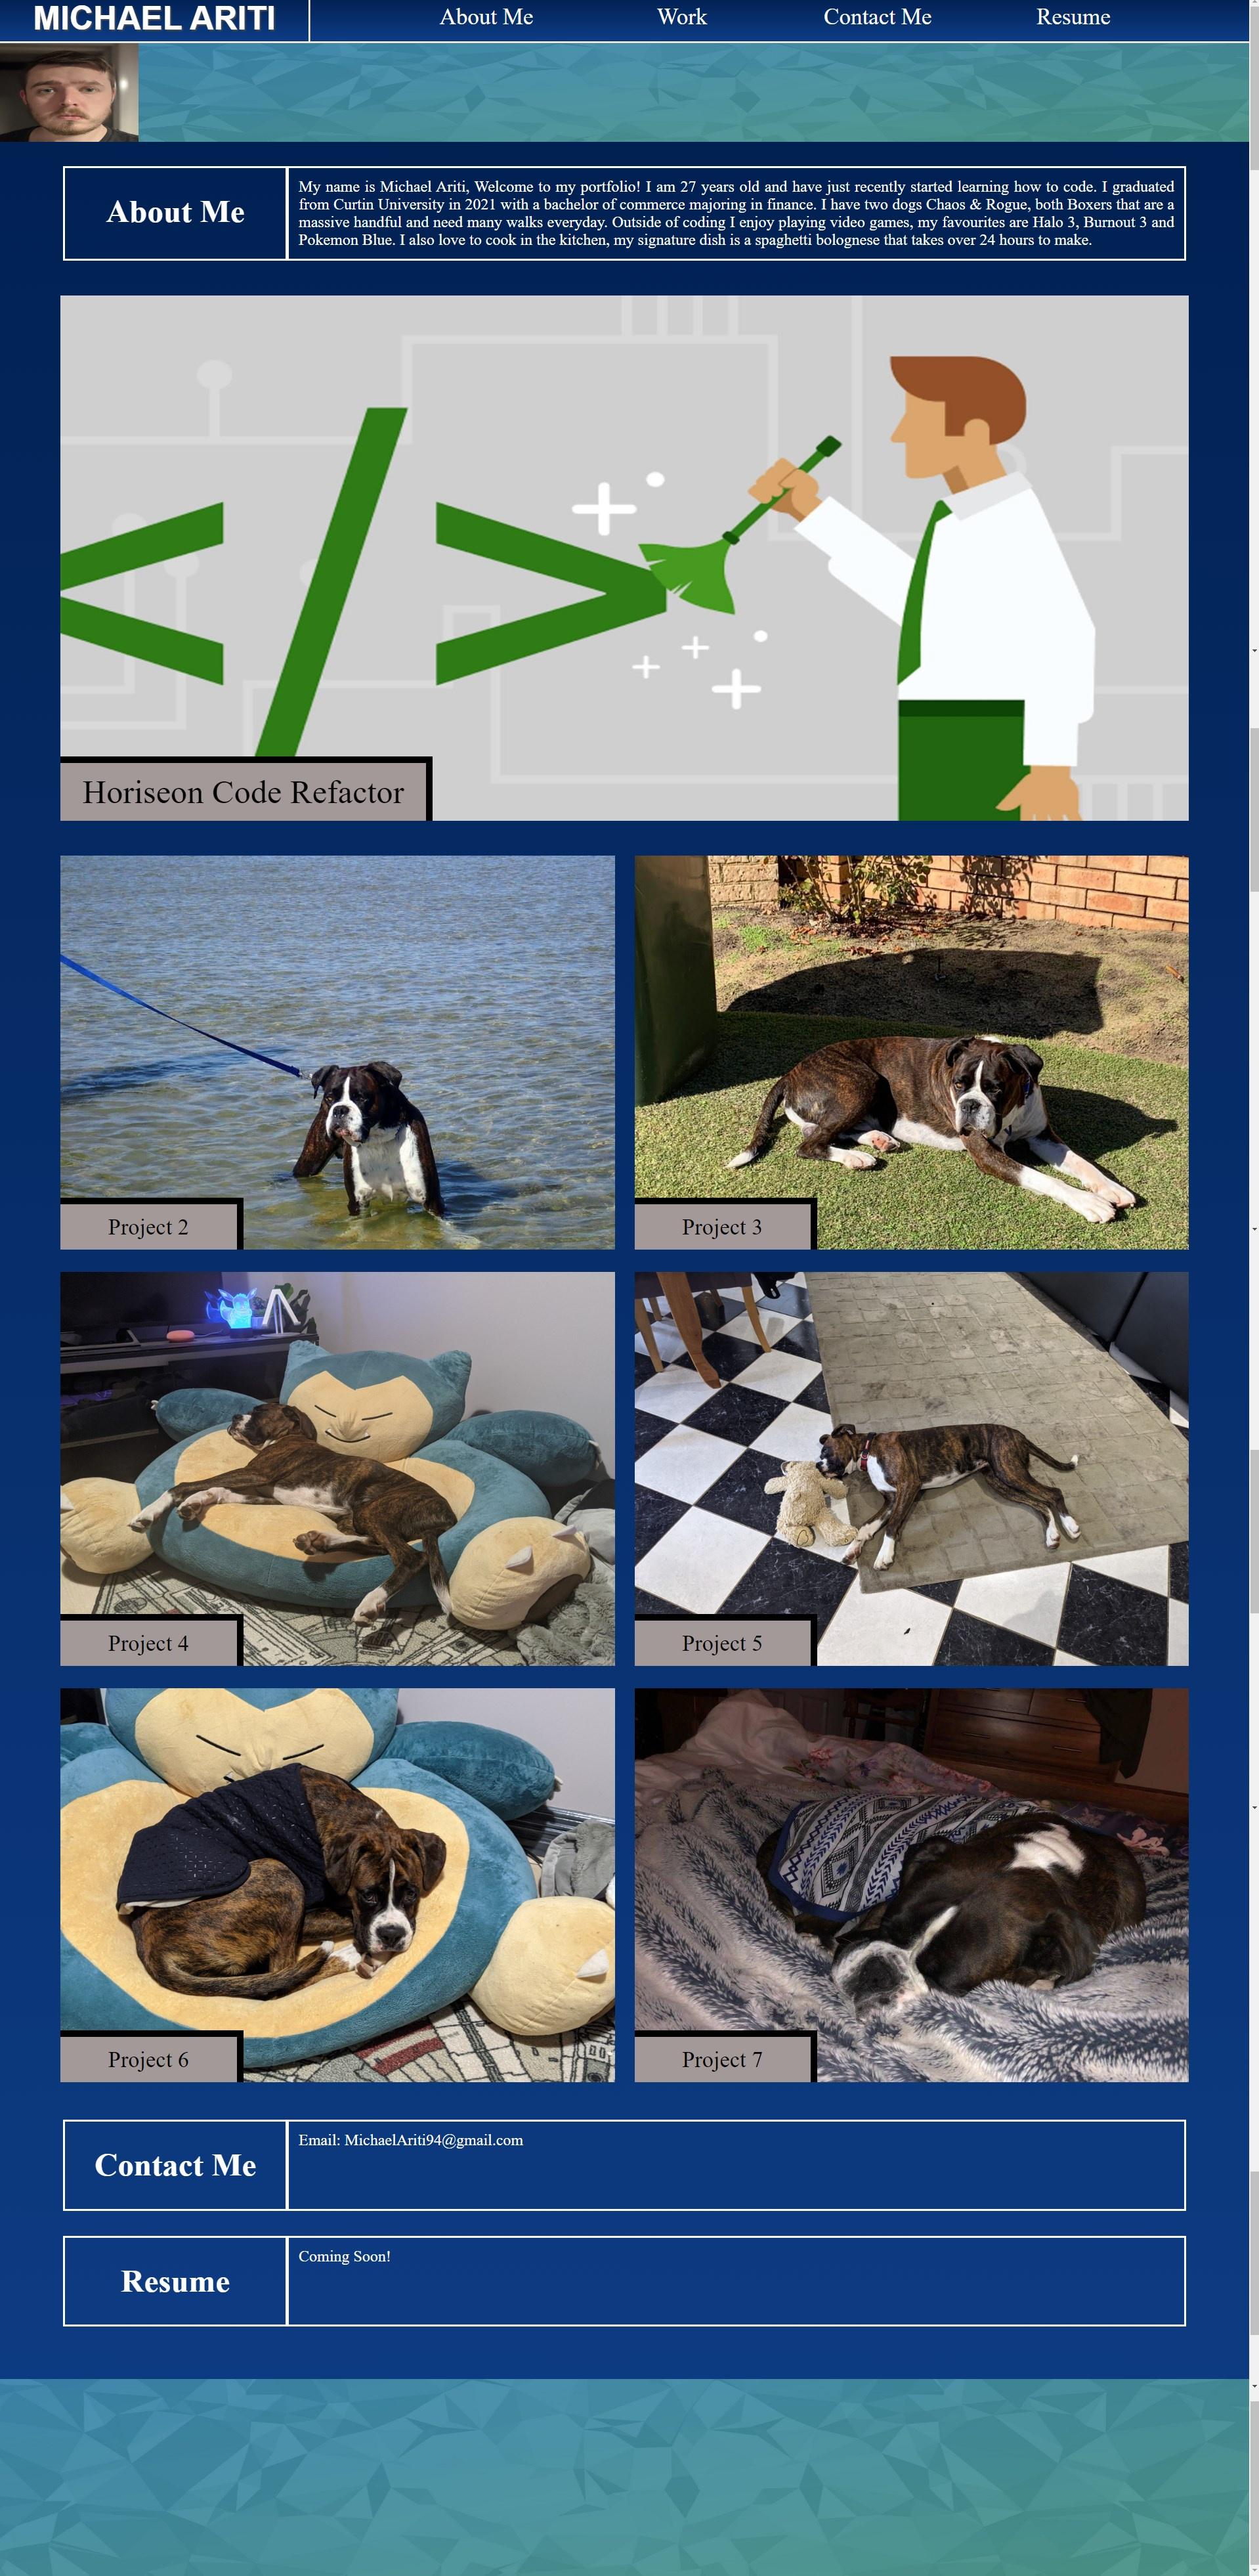 MICHAEL ARITI
About Me Work Contact Me Resume
About Me
My name is Michael Ariti, Welcome to my portfolio! I am 27 years old and have just recently started learning how to code. I graduated
from Curtin University in 2021 with a bachelor of commerce majoring in finance. I have two dogs Chaos & Rogue, both Boxers that are a
massive handful and need many walks everyday. Outside of coding I enjoy playing video games, my favourites are Halo 3, Burnout 3 and
Pokemon Blue. I also love to cook in the kitchen, my signature dish is a spaghetti bolognese that takes over 24 hours to make.
</>
Horiseon Code Refactor
Project 2
Project 3
Project 4
Project 5
Project 6
Project 7
Contact Me
Email: MichaelAriti94@gmail.com
Resume
Coming Soon!